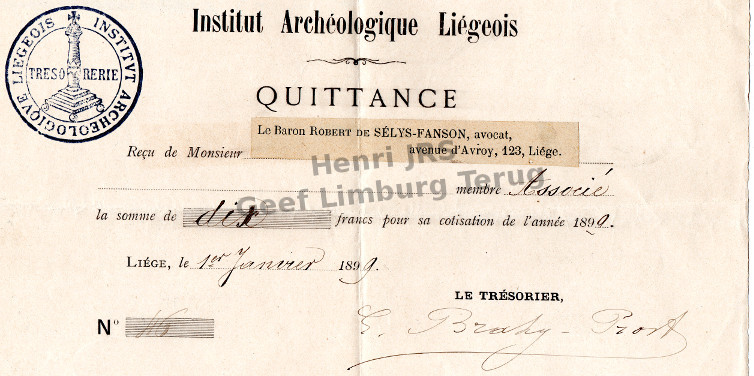 Institut Archéologique Liégeois
INSTITVT ARCHEOLOGIQVE LIEGEOIS
TRESORERIE
QUITTANCE
Le Baron ROBERT DE SÉLYS-FANSON, avocat,
Reçu de Monsieur avenue d'Avroy, 123, Liége.
Henri JRS
Geef Limburg Terug
membre Associé
la somme de dix francs pour sa cotisation de l'année 1899.
LIÉGE, le 1er Janvier 1899.
LE TRÉSORIER,
N°